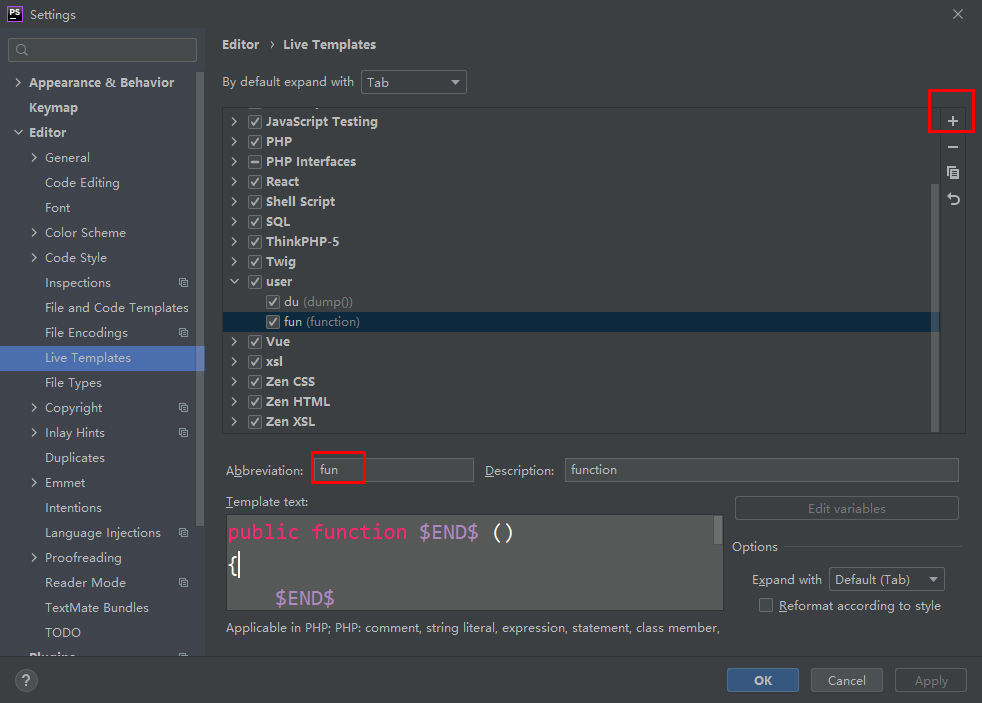 PS Settings
Editor › Live Templates
By default expand with Tab
Appearance & Behavior
Keymap
Editor
General
Code Editing
Font
Color Scheme
Code Style
Inspections
File and Code Templates
File Encodings
Live Templates
File Types
Copyright
Inlay Hints
Duplicates
Emmet
Intentions
Language Injections
Proofreading
Reader Mode
TextMate Bundles
TODO
Plugins
JavaScript Testing
PHP
PHP Interfaces
React
Shell Script
SQL
ThinkPHP-5
Twig
user
du (dump())
fun (function)
Vue
xsl
Zen CSS
Zen HTML
Zen XSL
Abbreviation: fun Description: function
Template text:
public function $END$ ()
{
$END$
Edit variables
Options
Expand with Default (Tab)
Reformat according to style
Applicable in PHP; PHP: comment, string literal, expression, statement, class member,
? OK Cancel Apply